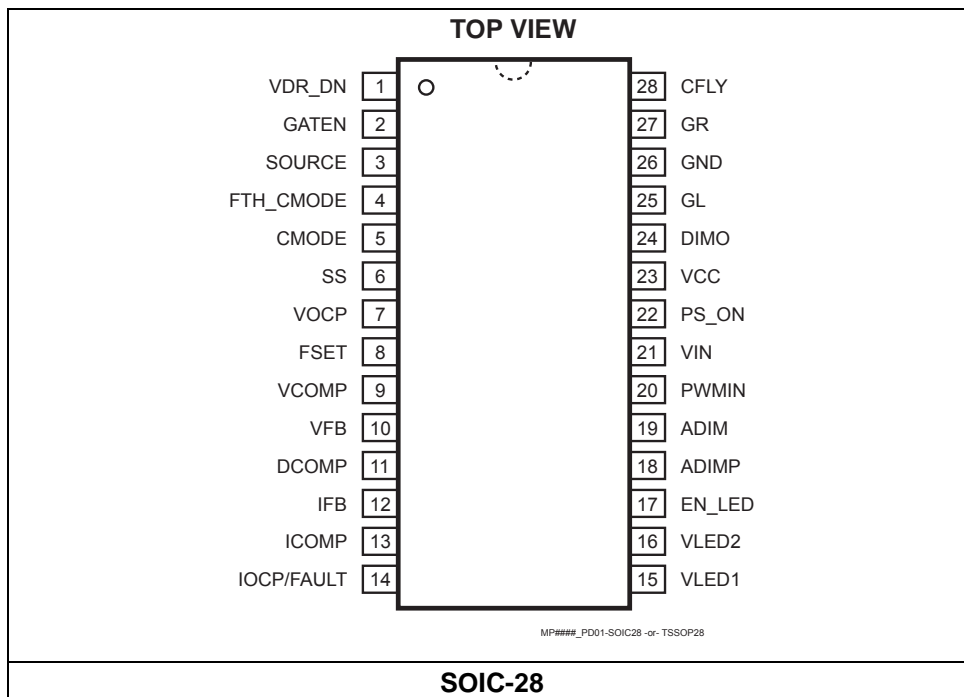 TOP VIEW
VDR_DN 1 28 CFLY
GATEN 2 27 GR
SOURCE 3 26 GND
FTH_CMODE 4 25 GL
CMODE 5 24 DIMO
SS 6 23 VCC
VOCP 7 22 PS_ON
FSET 8 21 VIN
VCOMP 9 20 PWMIN
VFB 10 19 ADIM
DCOMP 11 18 ADIMP
IFB 12 17 EN_LED
ICOMP 13 16 VLED2
IOCP/FAULT 14 15 VLED1
MP####_PD01-SOIC28 -or- TSSOP28
SOIC-28